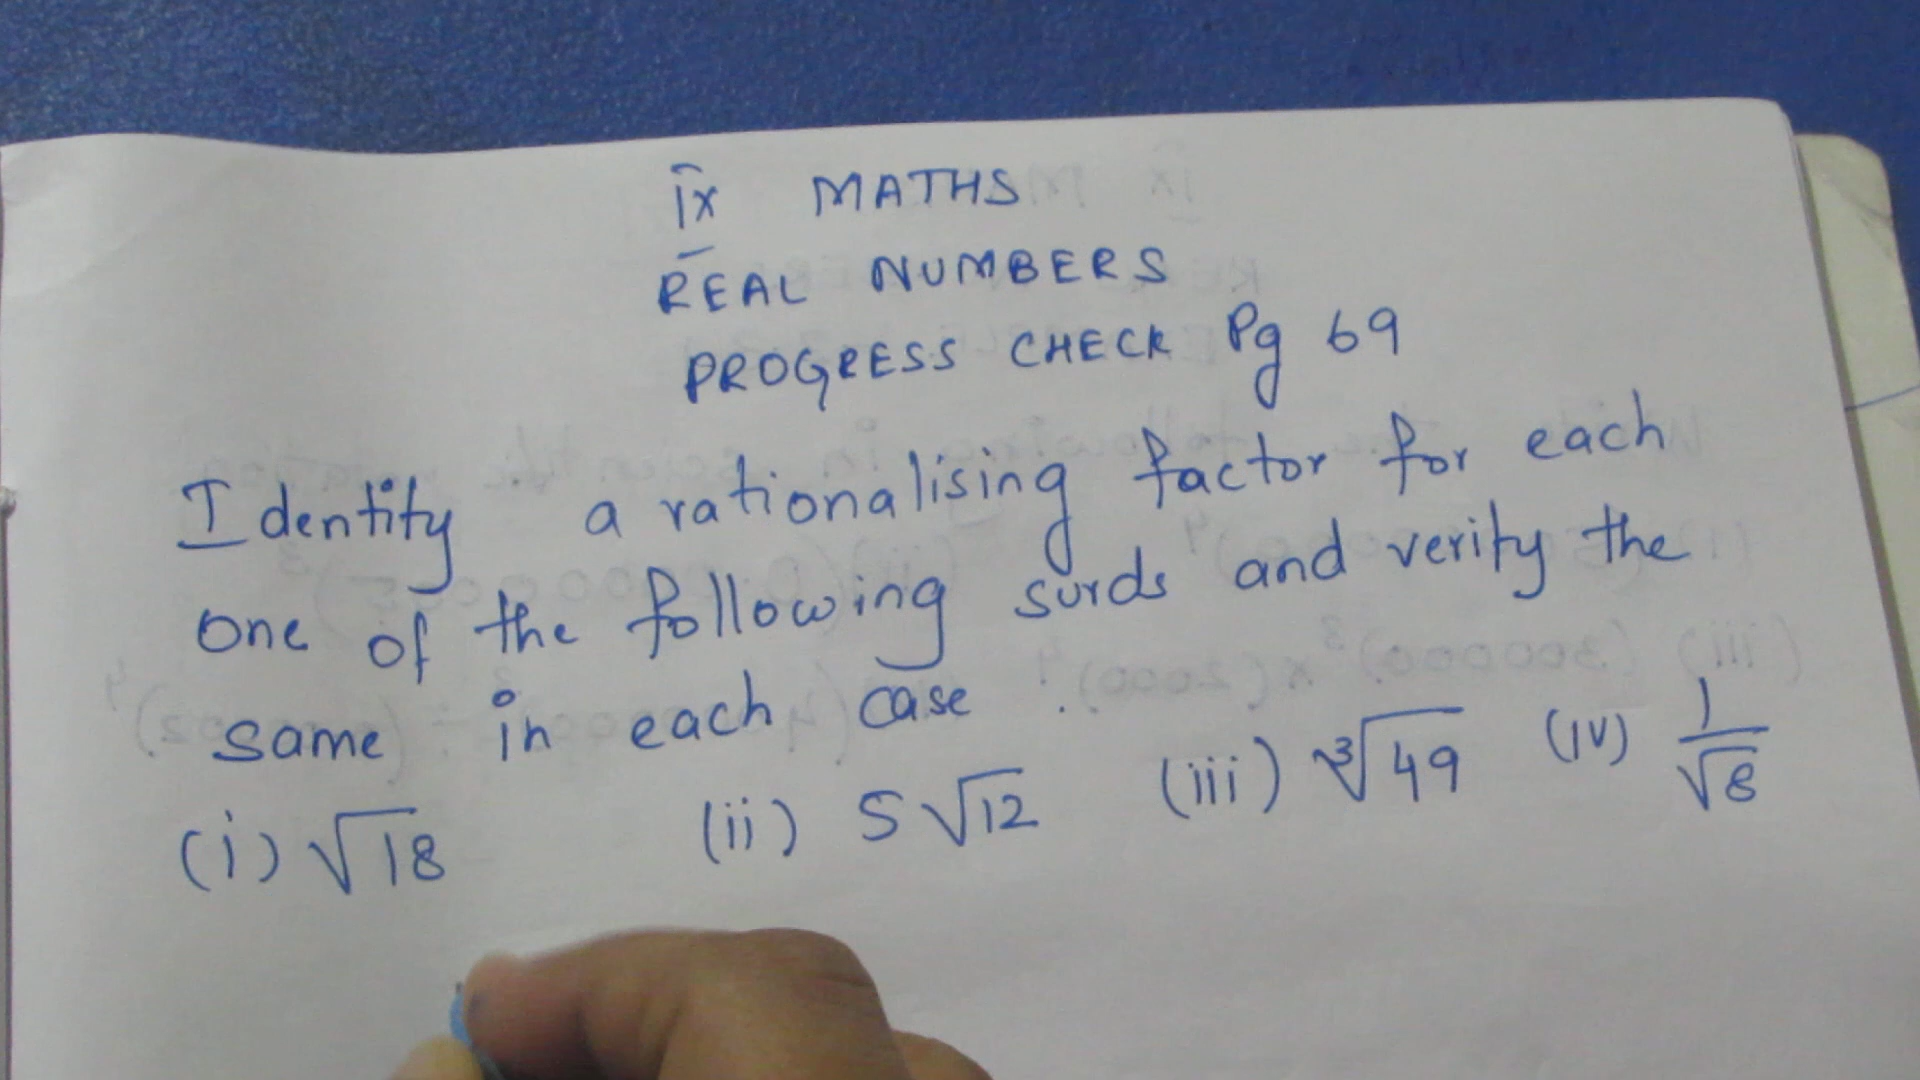 IX MATHS
REAL NUMBERS
PROGRESS CHECK Pg 69
Identify a rationalising factor for each
one of the following surds and verify the
same in each case.
(i) √18 (ii) 5√12 (iii) ∛49 (iv) 1/√8